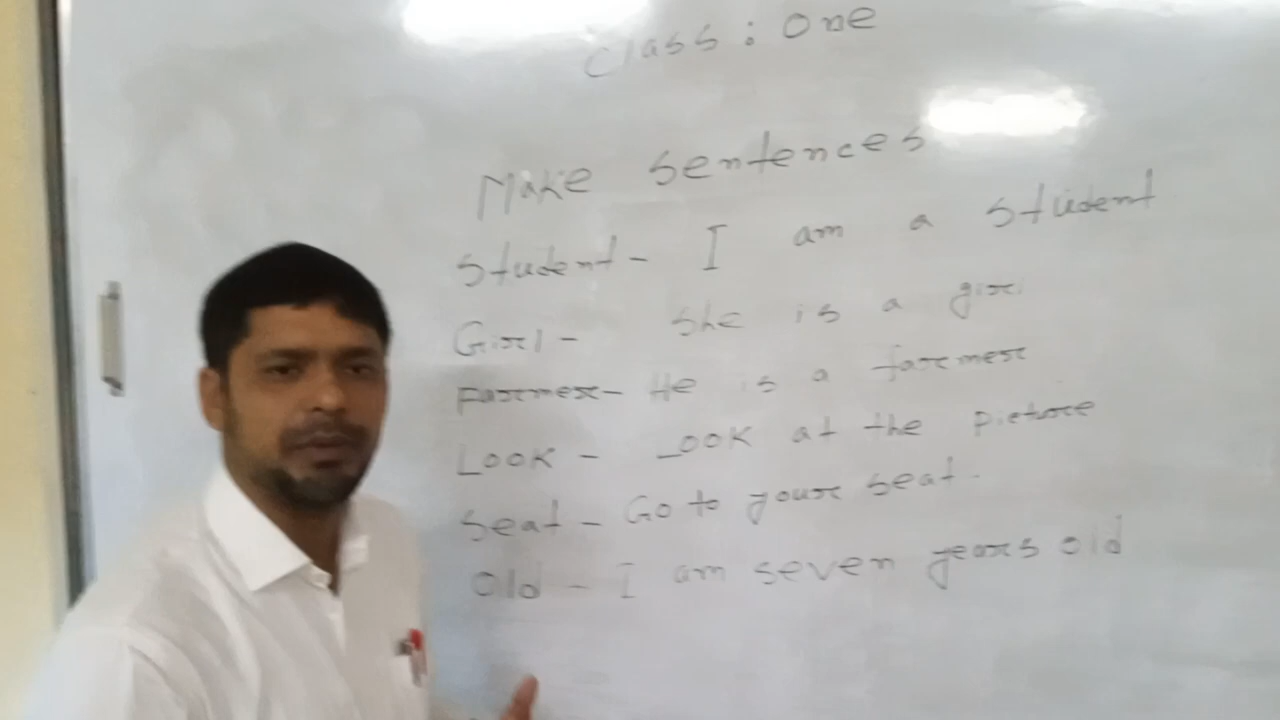 Class : One
Make sentences
Student - I am a student
Girl - She is a girl
Farmer - He is a farmer
Look - Look at the picture
Seat - Go to your seat.
Old - I am seven years old